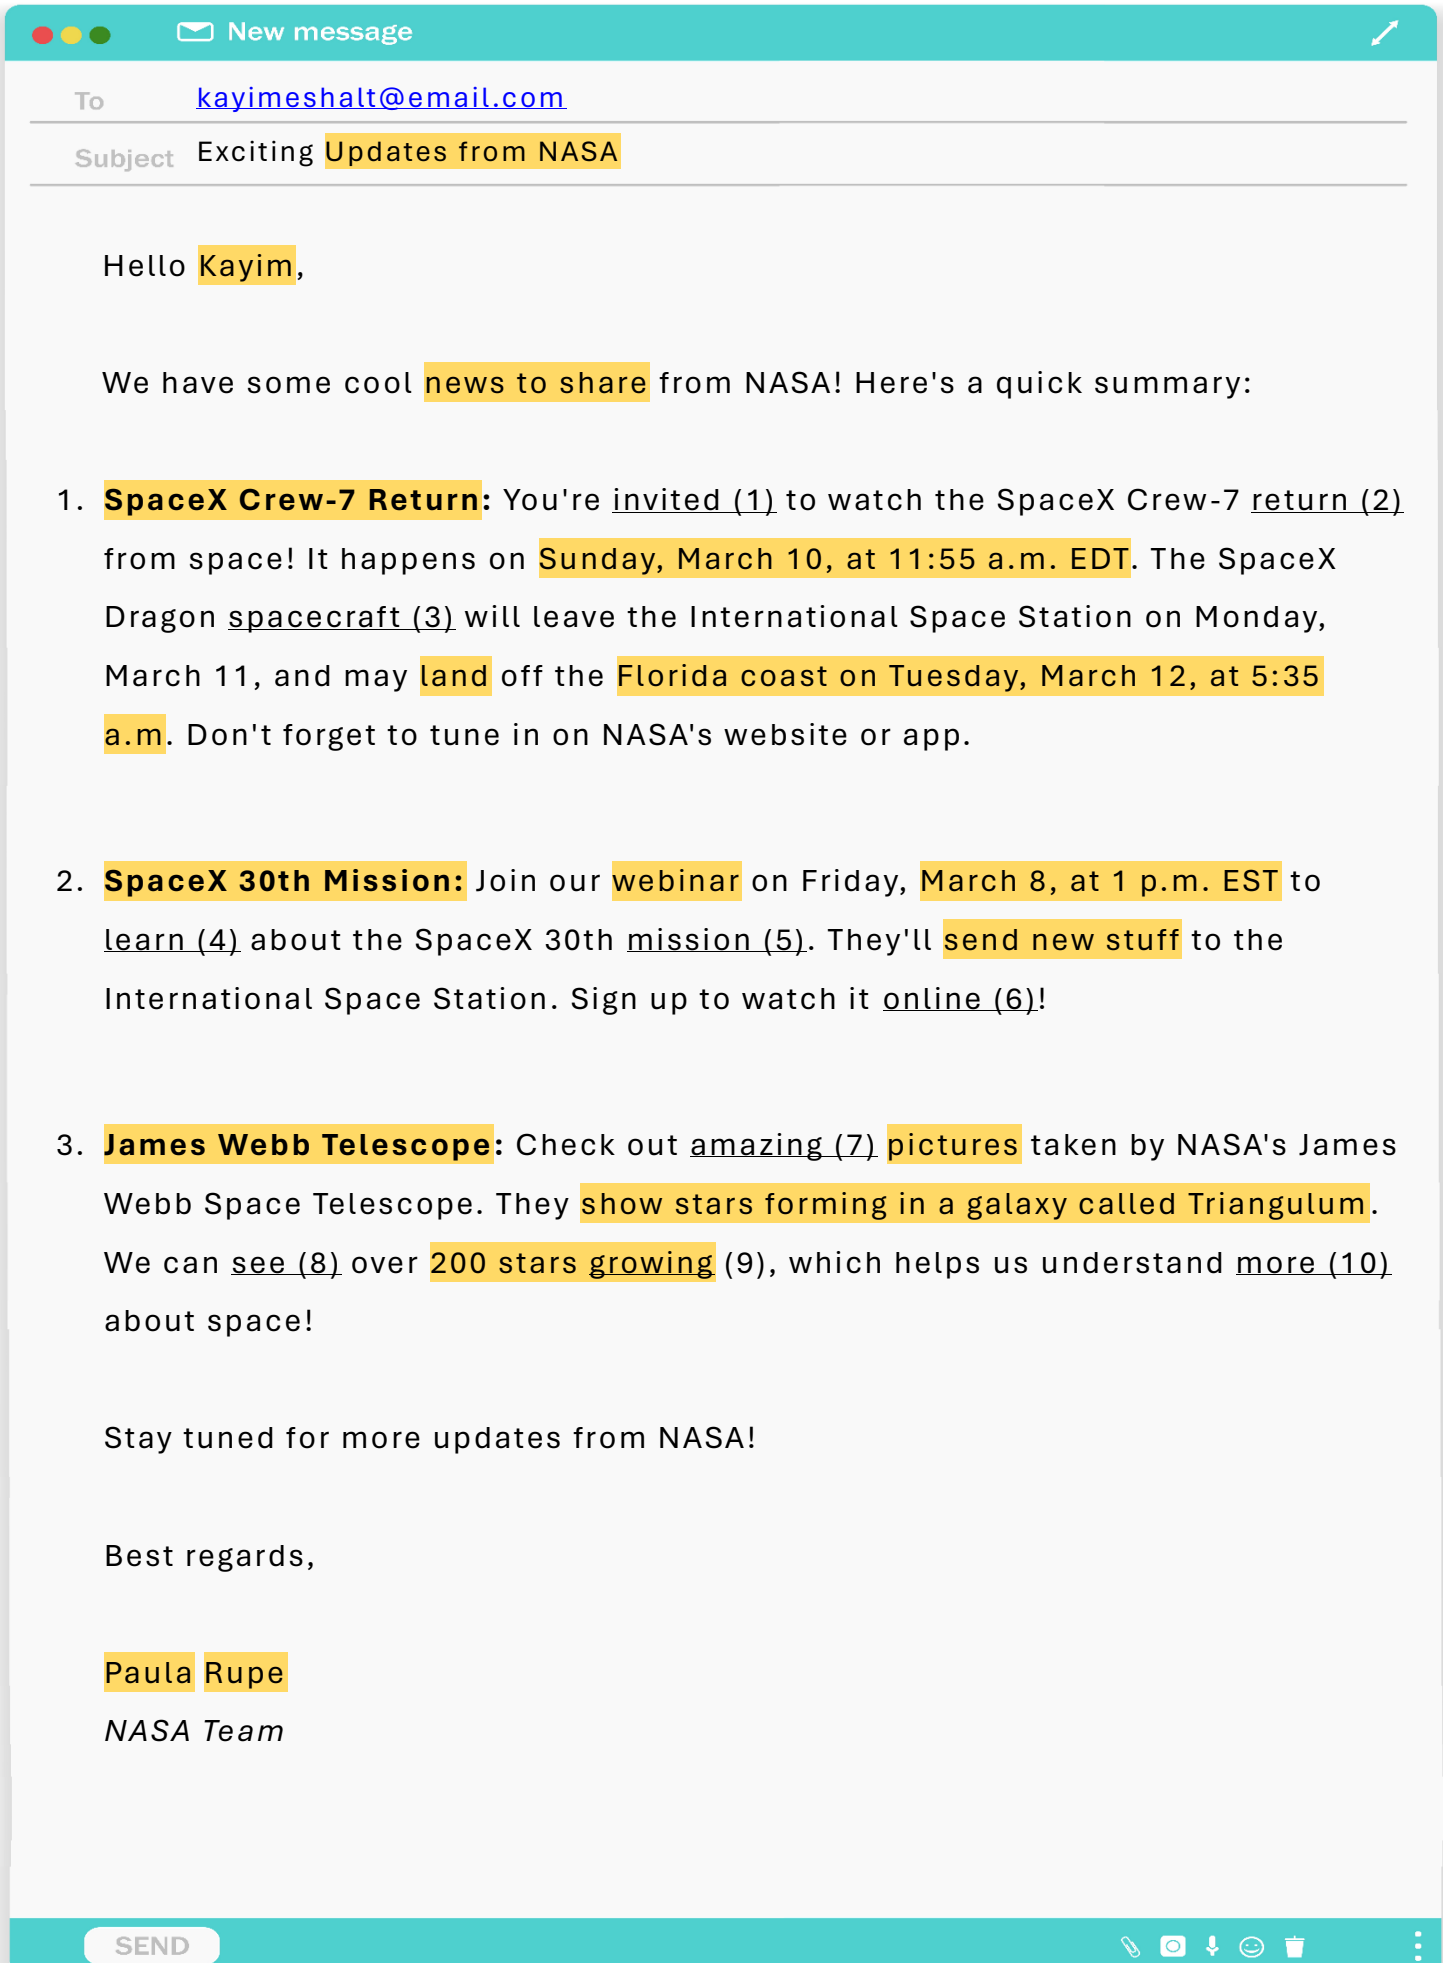 New message
To kayimeshalt@email.com
Subject Exciting Updates from NASA
Hello Kayim,
We have some cool news to share from NASA! Here's a quick summary:
1. SpaceX Crew-7 Return: You're invited (1) to watch the SpaceX Crew-7 return (2)
from space! It happens on Sunday, March 10, at 11:55 a.m. EDT. The SpaceX
Dragon spacecraft (3) will leave the International Space Station on Monday,
March 11, and may land off the Florida coast on Tuesday, March 12, at 5:35
a.m. Don't forget to tune in on NASA's website or app.
2. SpaceX 30th Mission: Join our webinar on Friday, March 8, at 1 p.m. EST to
learn (4) about the SpaceX 30th mission (5). They'll send new stuff to the
International Space Station. Sign up to watch it online (6)!
3. James Webb Telescope: Check out amazing (7) pictures taken by NASA's James
Webb Space Telescope. They show stars forming in a galaxy called Triangulum.
We can see (8) over 200 stars growing (9), which helps us understand more (10)
about space!
Stay tuned for more updates from NASA!
Best regards,
Paula Rupe
NASA Team
SEND